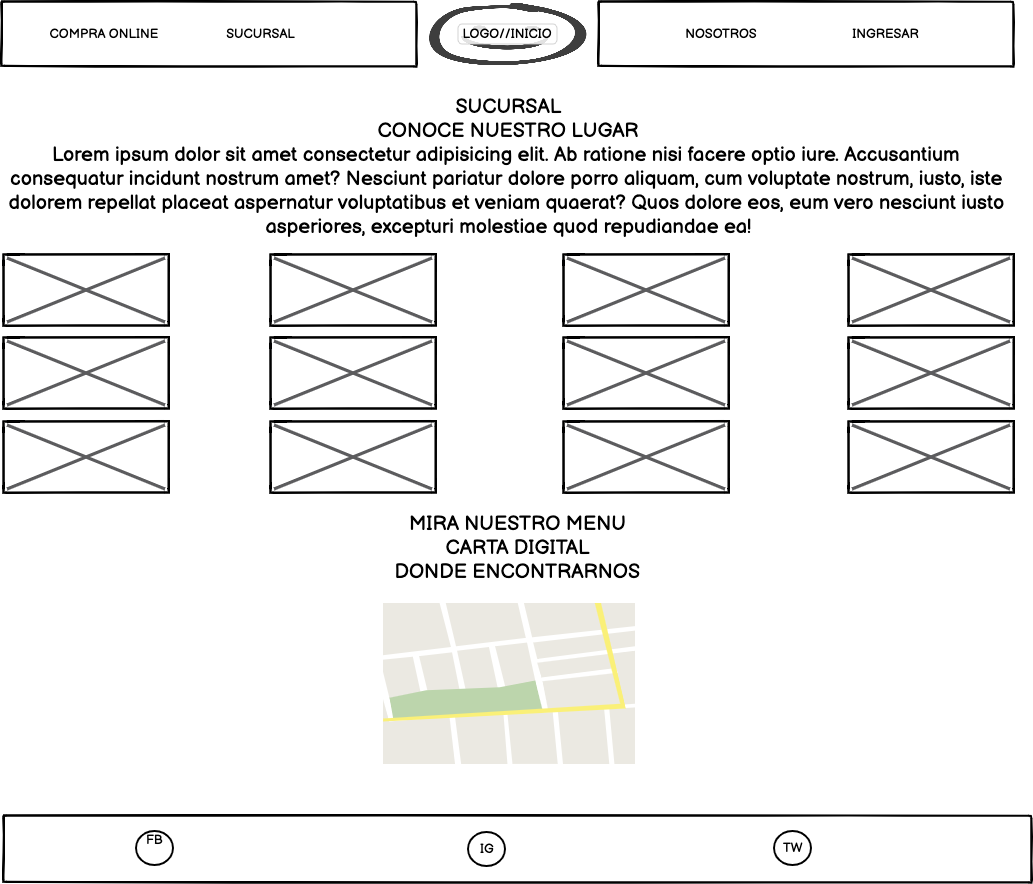 COMPRA ONLINE SUCURSAL LOGO//INICIO NOSOTROS INGRESAR
SUCURSAL
CONOCE NUESTRO LUGAR
Lorem ipsum dolor sit amet consectetur adipisicing elit. Ab ratione nisi facere optio iure. Accusantium
consequatur incidunt nostrum amet? Nesciunt pariatur dolore porro aliquam, cum voluptate nostrum, iusto, iste
dolorem repellat placeat aspernatur voluptatibus et veniam quaerat? Quos dolore eos, eum vero nesciunt iusto
asperiores, excepturi molestiae quod repudiandae ea!
MIRA NUESTRO MENU
CARTA DIGITAL
DONDE ENCONTRARNOS
FB IG TW